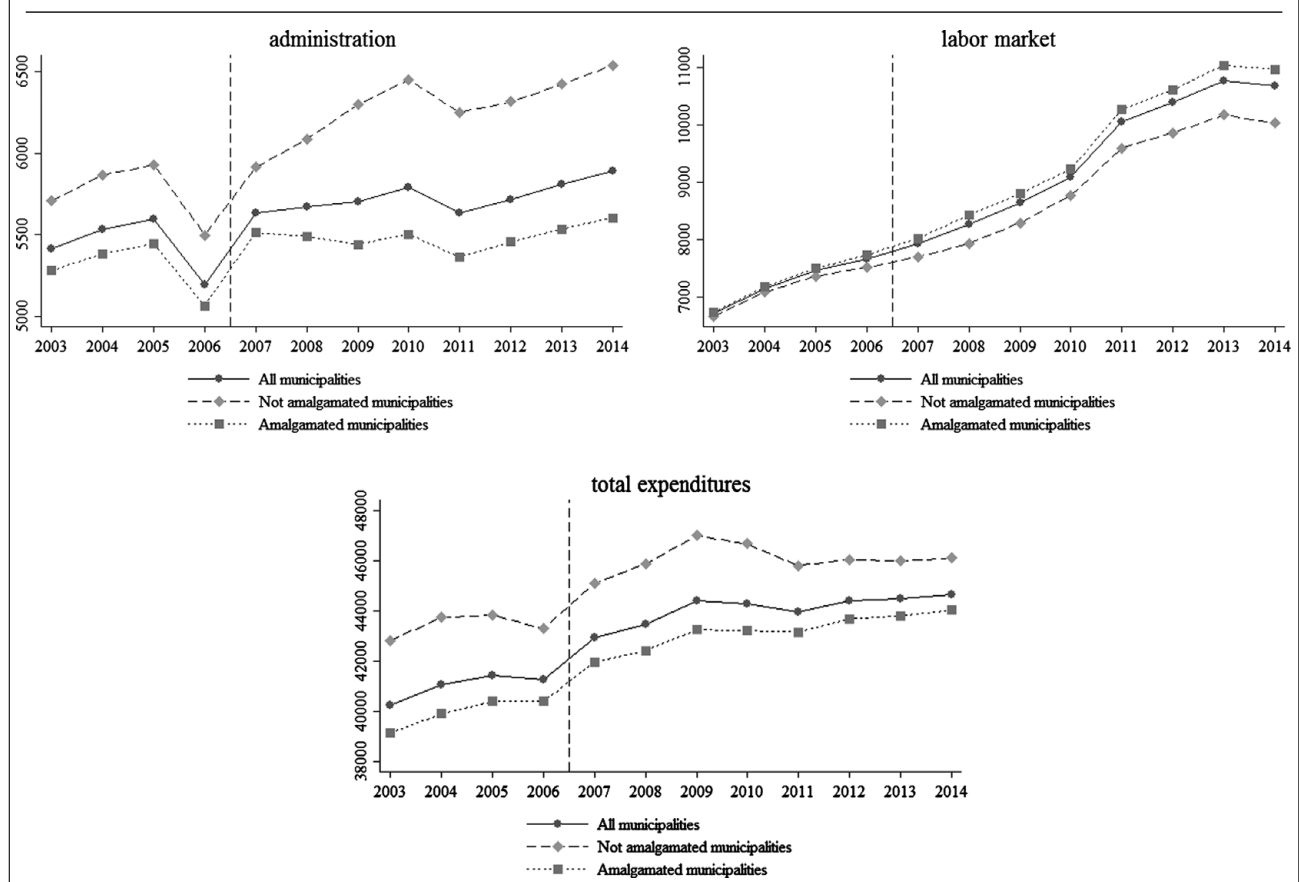 administration
6500
6000
5500
5000
2003 2004 2005 2006 2007 2008 2009 2010 2011 2012 2013 2014
All municipalities
Not amalgamated municipalities
Amalgamated municipalities
labor market
11000
10000
9000
8000
7000
2003 2004 2005 2006 2007 2008 2009 2010 2011 2012 2013 2014
All municipalities
Not amalgamated municipalities
Amalgamated municipalities
total expenditures
48000
46000
44000
42000
40000
38000
2003 2004 2005 2006 2007 2008 2009 2010 2011 2012 2013 2014
All municipalities
Not amalgamated municipalities
Amalgamated municipalities